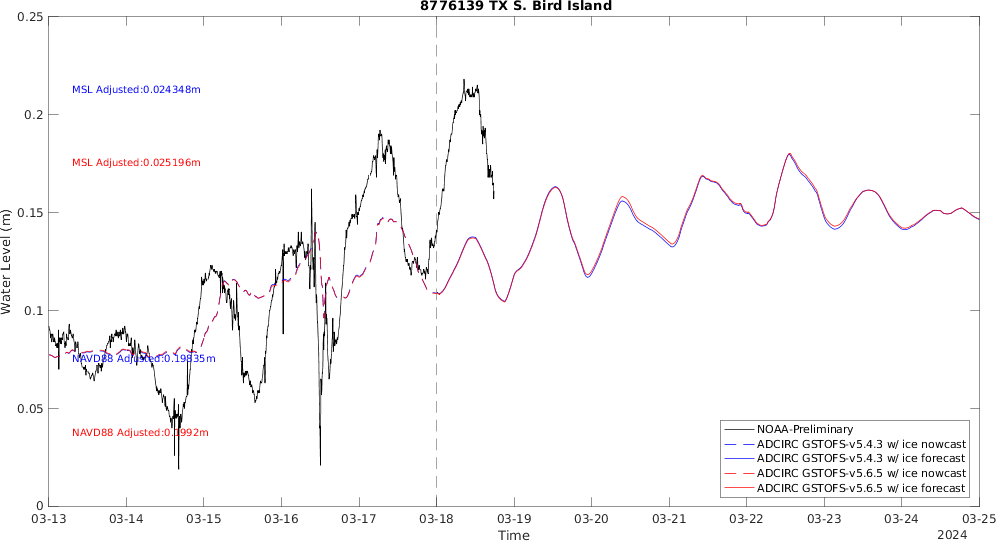 8776139 TX S. Bird Island
0.25
0.2
0.15
0.1
0.05
0
Water Level (m)
MSL Adjusted:0.024348m
MSL Adjusted:0.025196m
NAVD88 Adjusted:0.19835m
NAVD88 Adjusted:0.1992m
NOAA-Preliminary
ADCIRC GSTOFS-v5.4.3 w/ ice nowcast
ADCIRC GSTOFS-v5.4.3 w/ ice forecast
ADCIRC GSTOFS-v5.6.5 w/ ice nowcast
ADCIRC GSTOFS-v5.6.5 w/ ice forecast
03-13 03-14 03-15 03-16 03-17 03-18 03-19 03-20 03-21 03-22 03-23 03-24 03-25
Time
2024